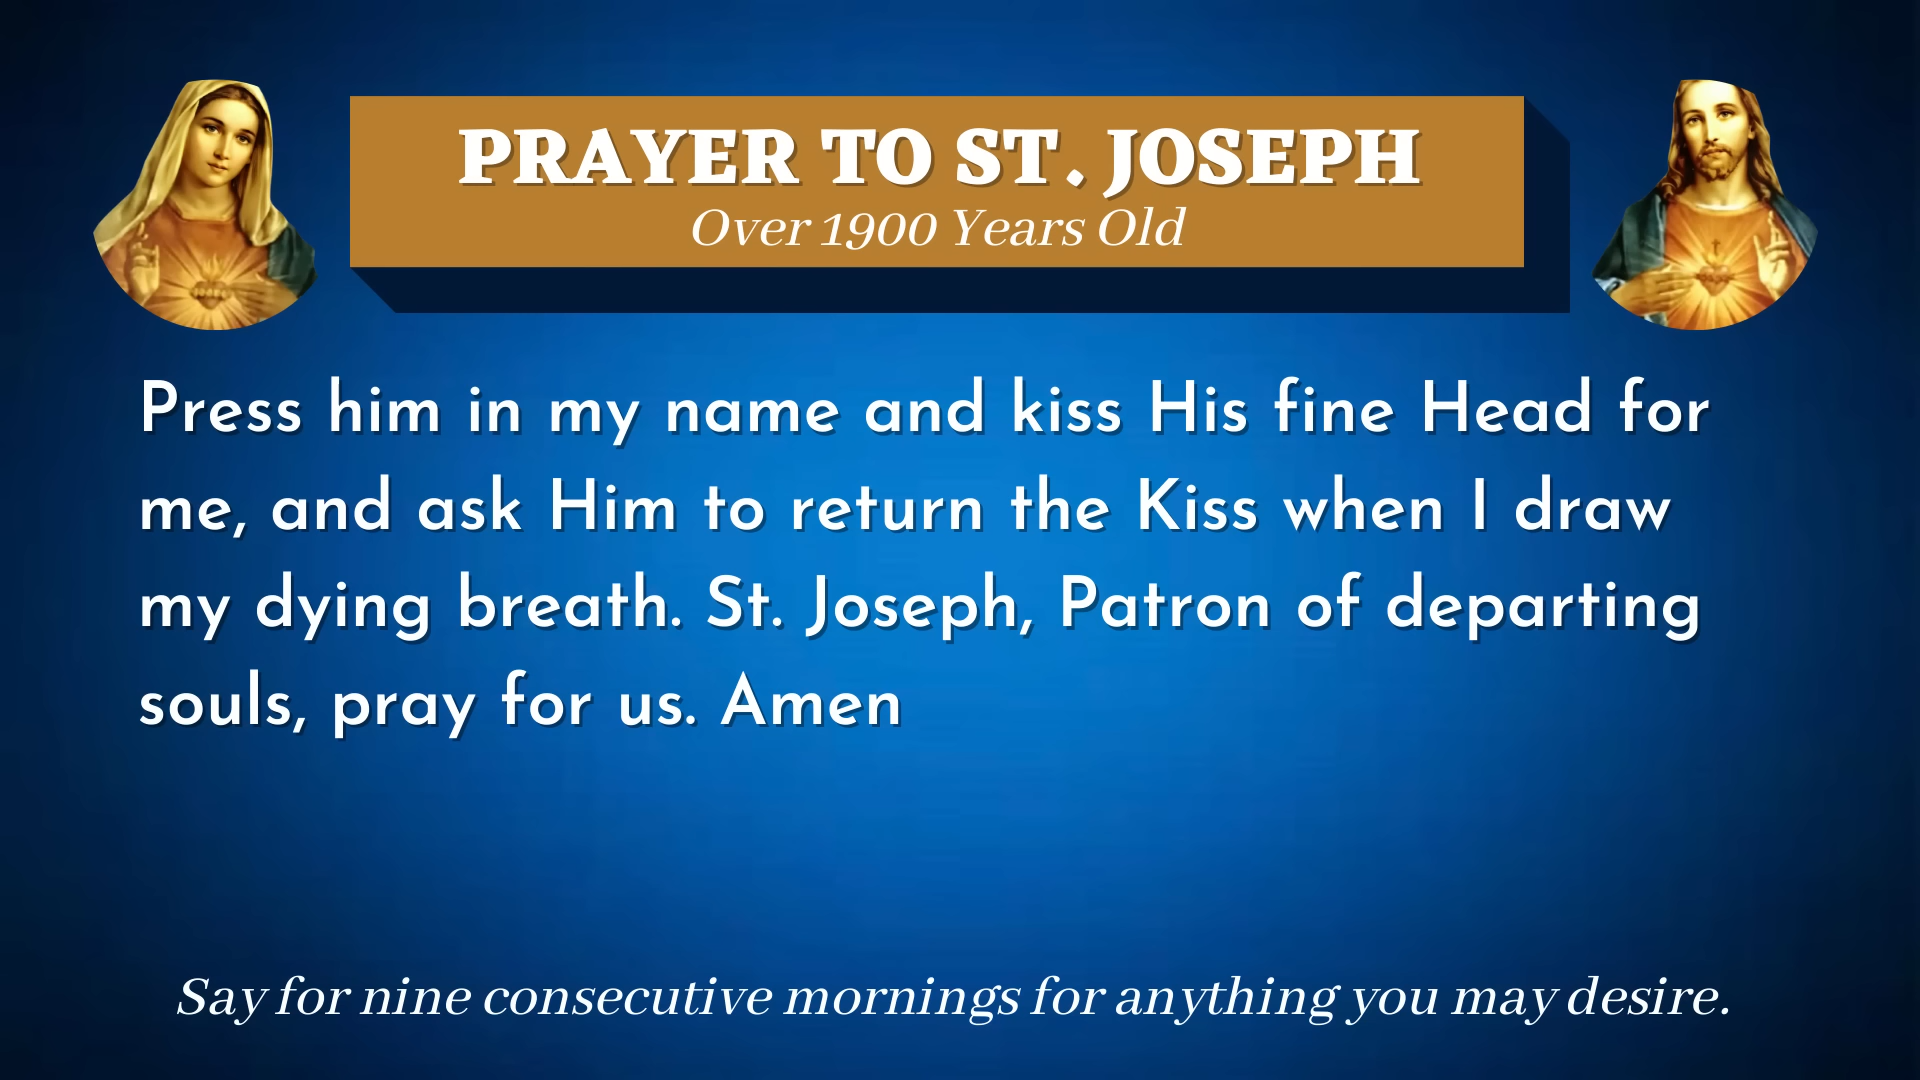 PRAYER TO ST. JOSEPH
Over 1900 Years Old
Press him in my name and kiss His fine Head for
me, and ask Him to return the Kiss when I draw
my dying breath. St. Joseph, Patron of departing
souls, pray for us. Amen
Say for nine consecutive mornings for anything you may desire.